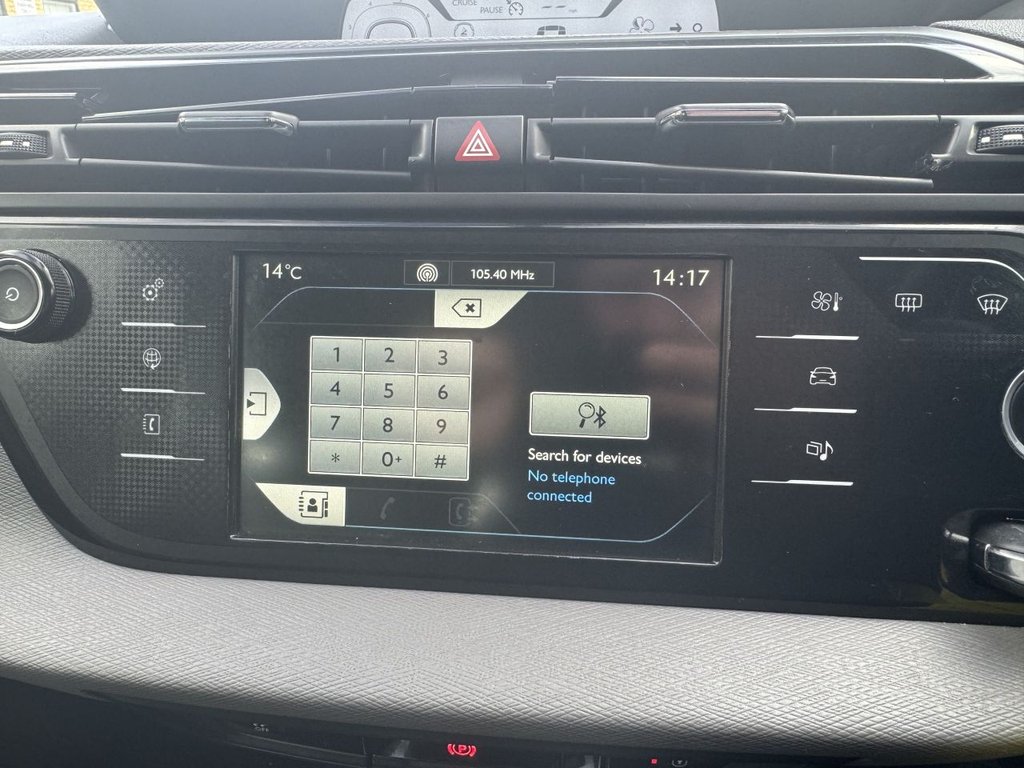 CRUISE
PAUSE
14°C
105.40 MHz
14:17
1 2 3
4 5 6
7 8 9
* 0+ #
Search for devices
No telephone
connected
OFF
(P)